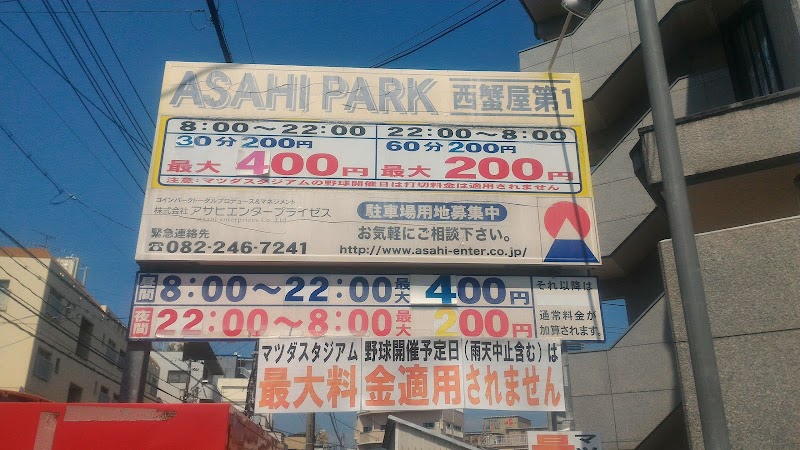 ASAHI PARK 西蟹屋第1
8:00～22:00 22:00～8:00
30分200円 60分200円
最大400円 最大200円
注意:マツダスタジアムの野球開催日は打切料金は適用されません
コインパークトータルプロデュース&マネジメント
株式会社 アサヒエンタープライゼス
asahi enterprises Co.,Ltd
駐車場用地募集中
お気軽にご相談下さい。
緊急連絡先
☎082-246-7241
http://www.asahi-enter.co.jp/
昼間 8:00～22:00 最大 400円
夜間 22:00～8:00 最大 200円
それ以降は
通常料金が
加算されます。
マツダスタジアム 野球開催予定日(雨天中止含む)は
最大料金適用されません